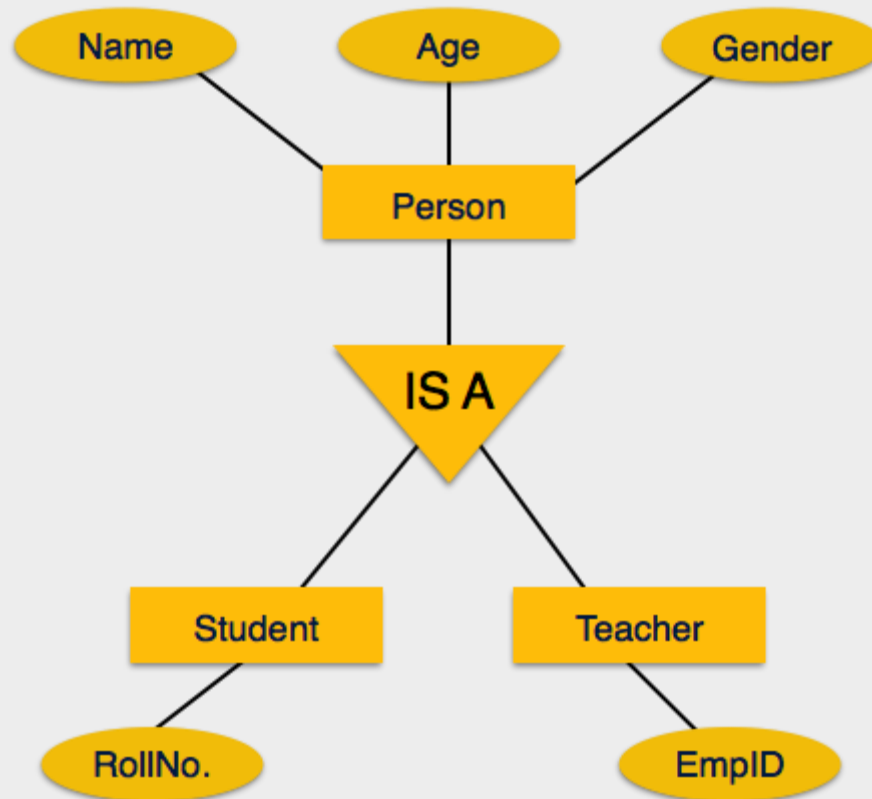 Name
Age
Gender
Person
IS A
Student
Teacher
RollNo.
EmpID